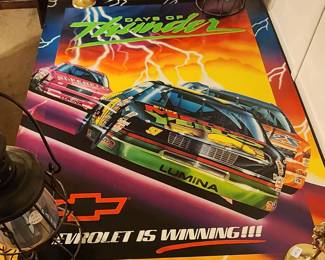 DAYS OF
thunder
LUMINA
CHEVROLET IS WINNING!!!